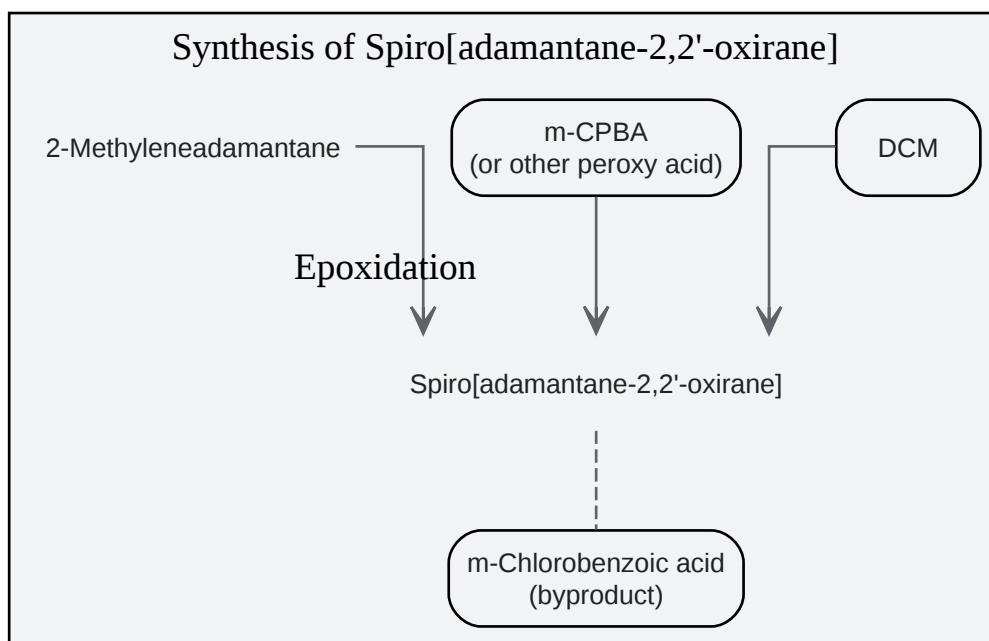 Synthesis of Spiro[adamantane-2,2'-oxirane]
2-Methyleneadamantane
m-CPBA
(or other peroxy acid)
DCM
Epoxidation
Spiro[adamantane-2,2'-oxirane]
m-Chlorobenzoic acid
(byproduct)